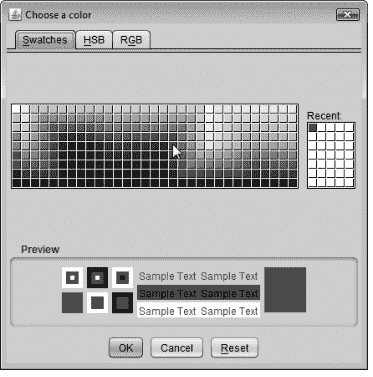 Choose a color
Swatches HSB RGB
Recent:
Preview
Sample Text Sample Text
Sample Text Sample Text
Sample Text Sample Text
OK Cancel Reset